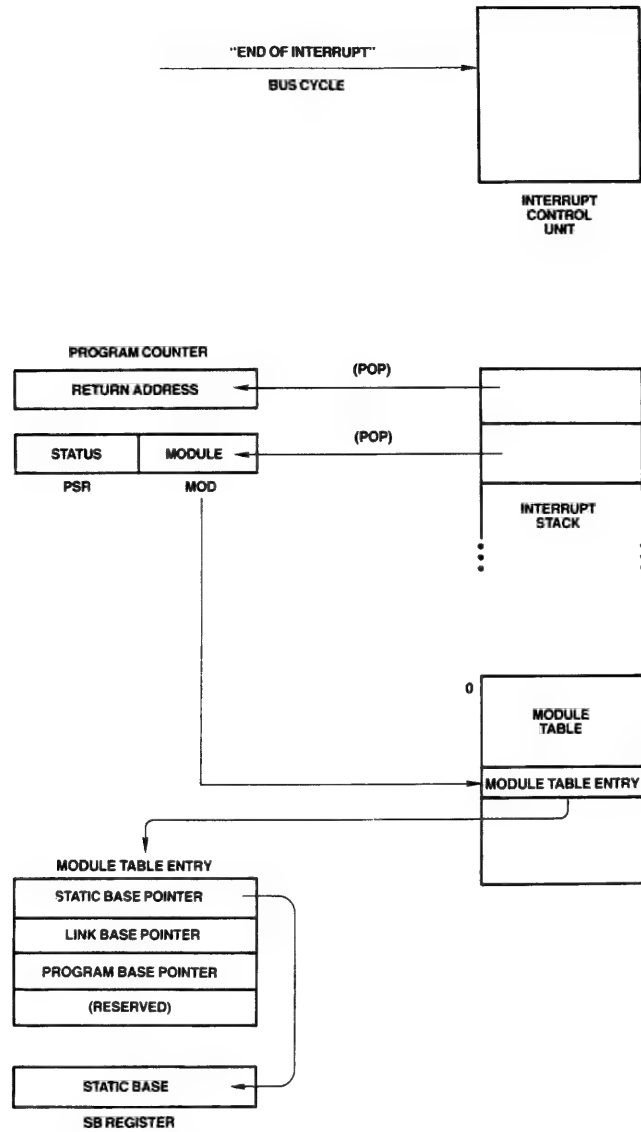 "END OF INTERRUPT"
BUS CYCLE
INTERRUPT
CONTROL
UNIT
PROGRAM COUNTER
RETURN ADDRESS
(POP)
STATUS MODULE
(POP)
PSR MOD
INTERRUPT
STACK
0
MODULE
TABLE
MODULE TABLE ENTRY
MODULE TABLE ENTRY
STATIC BASE POINTER
LINK BASE POINTER
PROGRAM BASE POINTER
(RESERVED)
STATIC BASE
SB REGISTER